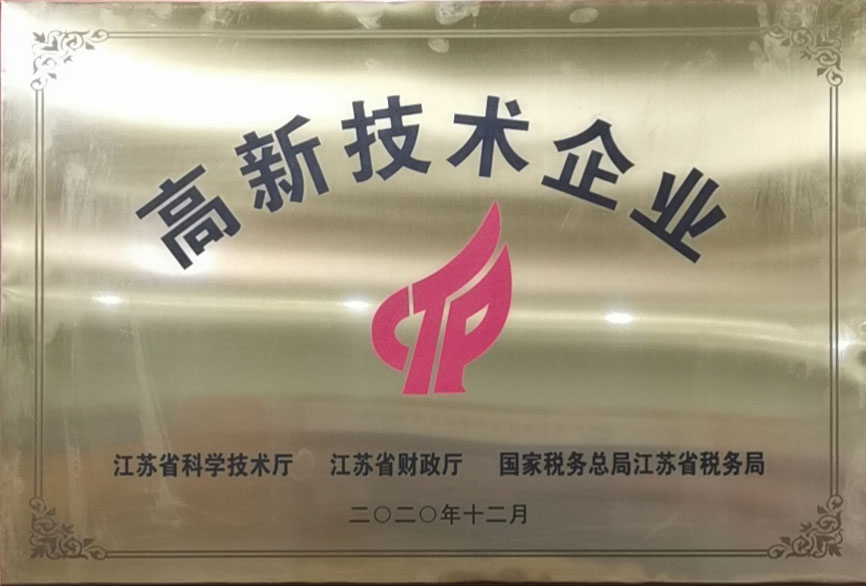 高新技术企业
CTP
江苏省科学技术厅 江苏省财政厅 国家税务总局江苏省税务局
二〇二〇年十二月